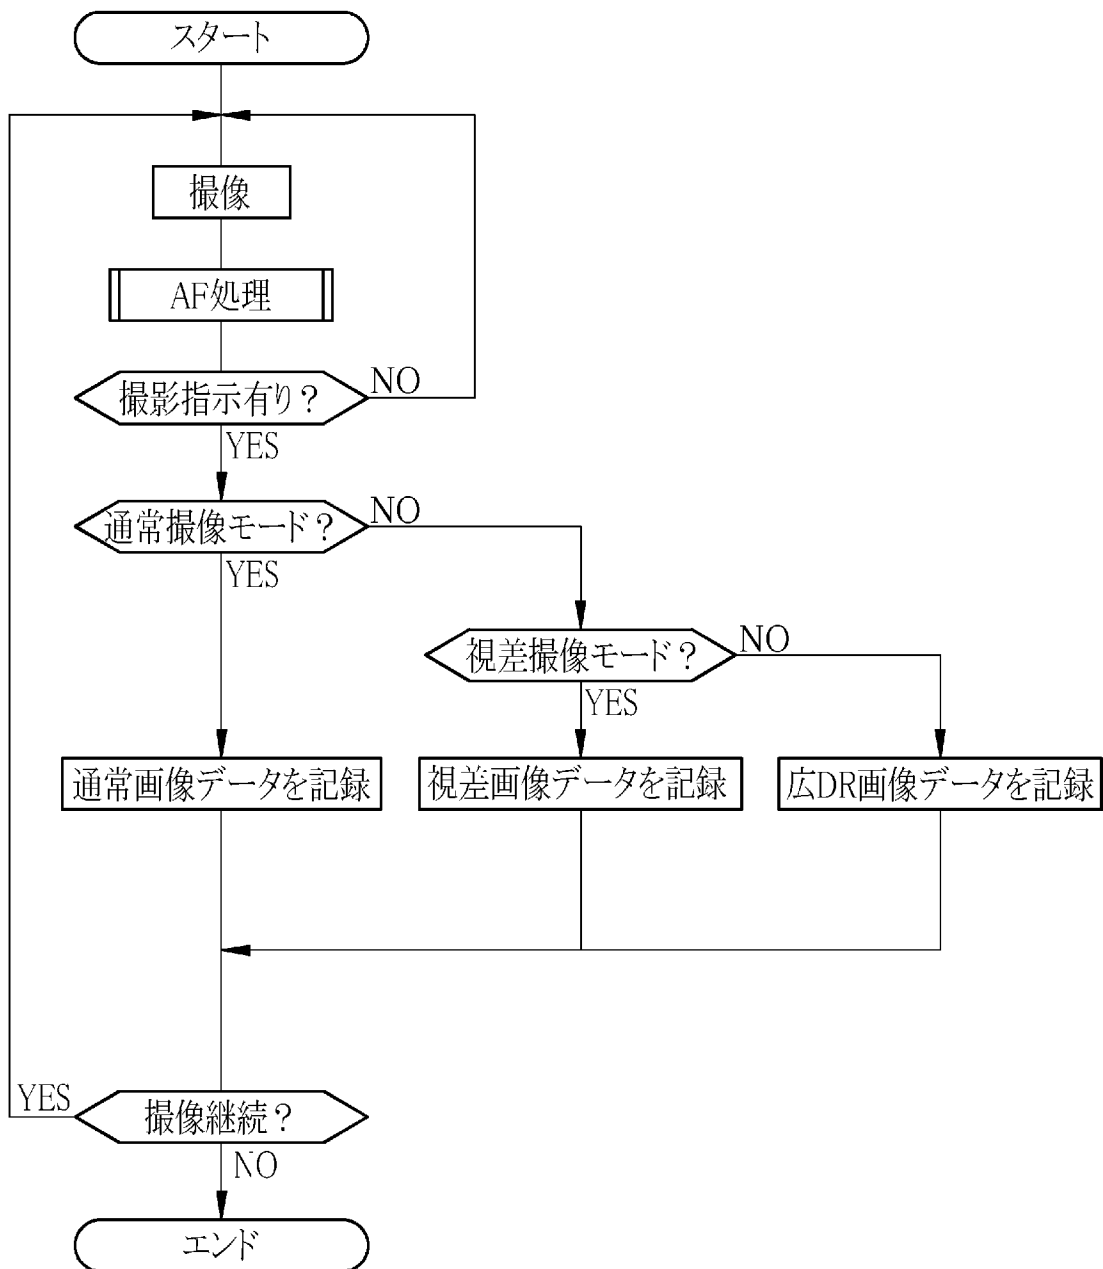 スタート
撮像
AF処理
撮影指示有り？
NO
YES
通常撮像モード？
NO
YES
視差撮像モード？
NO
YES
通常画像データを記録
視差画像データを記録
広DR画像データを記録
YES
撮像継続？
NO
エンド